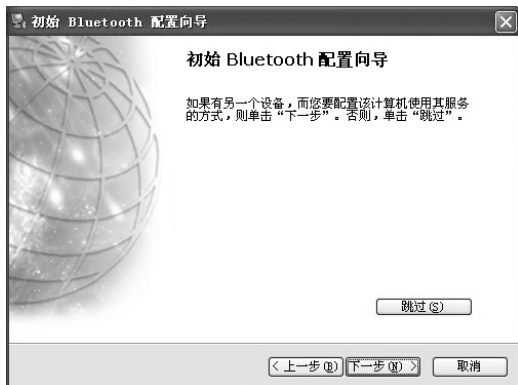 初始 Bluetooth 配置向导
初始 Bluetooth 配置向导
如果有另一个设备，而您要配置该计算机使用其服务
的方式，则单击“下一步”。否则，单击“跳过”。
跳过(S)
< 上一步(B) 下一步(N) > 取消